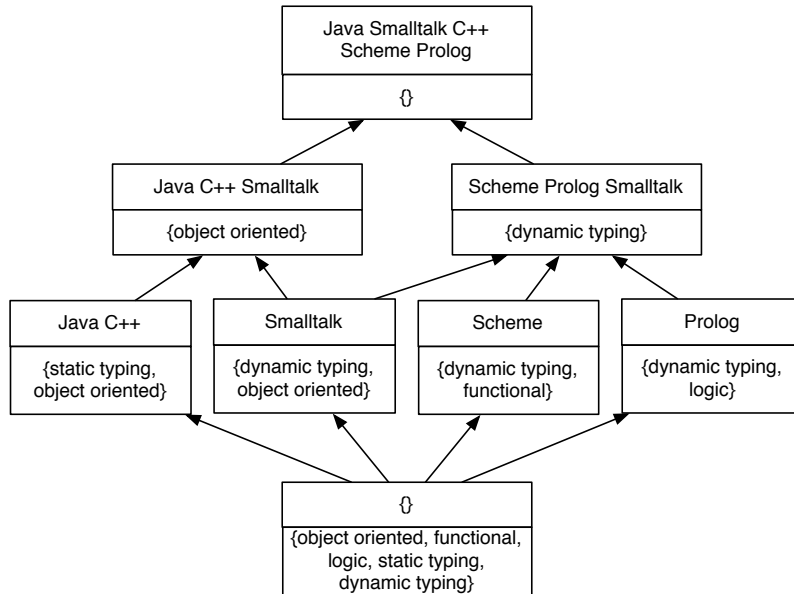 Java Smalltalk C++
Scheme Prolog
{}
Java C++ Smalltalk
{object oriented}
Scheme Prolog Smalltalk
{dynamic typing}
Java C++
{static typing,
object oriented}
Smalltalk
{dynamic typing,
object oriented}
Scheme
{dynamic typing,
functional}
Prolog
{dynamic typing,
logic}
{}
{object oriented, functional,
logic, static typing,
dynamic typing}